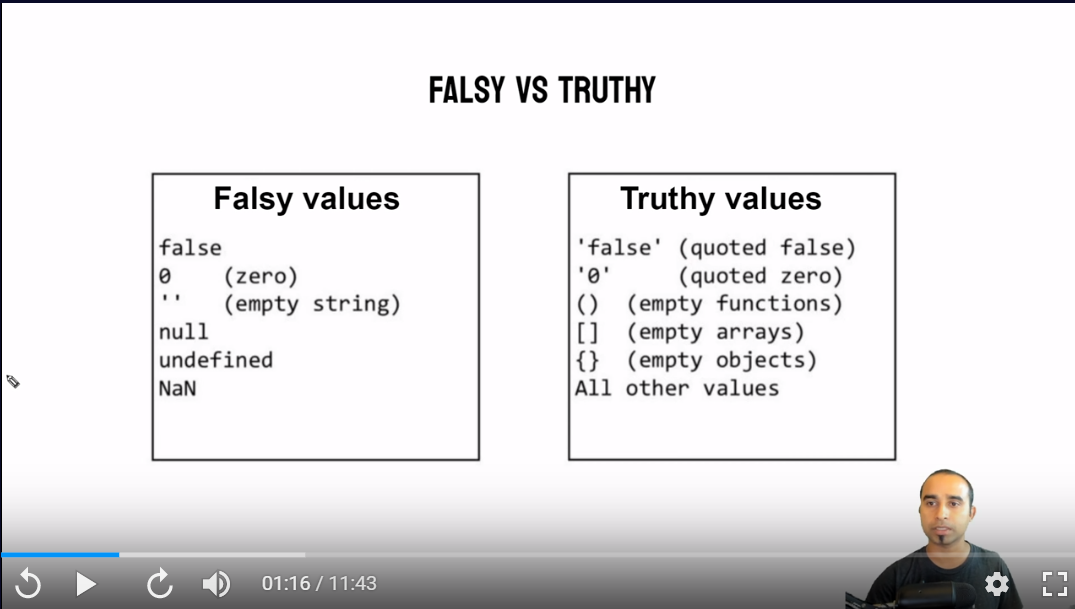 FALSY VS TRUTHY
Falsy values
false
0 (zero)
'' (empty string)
null
undefined
NaN
Truthy values
'false' (quoted false)
'0' (quoted zero)
() (empty functions)
[] (empty arrays)
{} (empty objects)
All other values
01:16 / 11:43